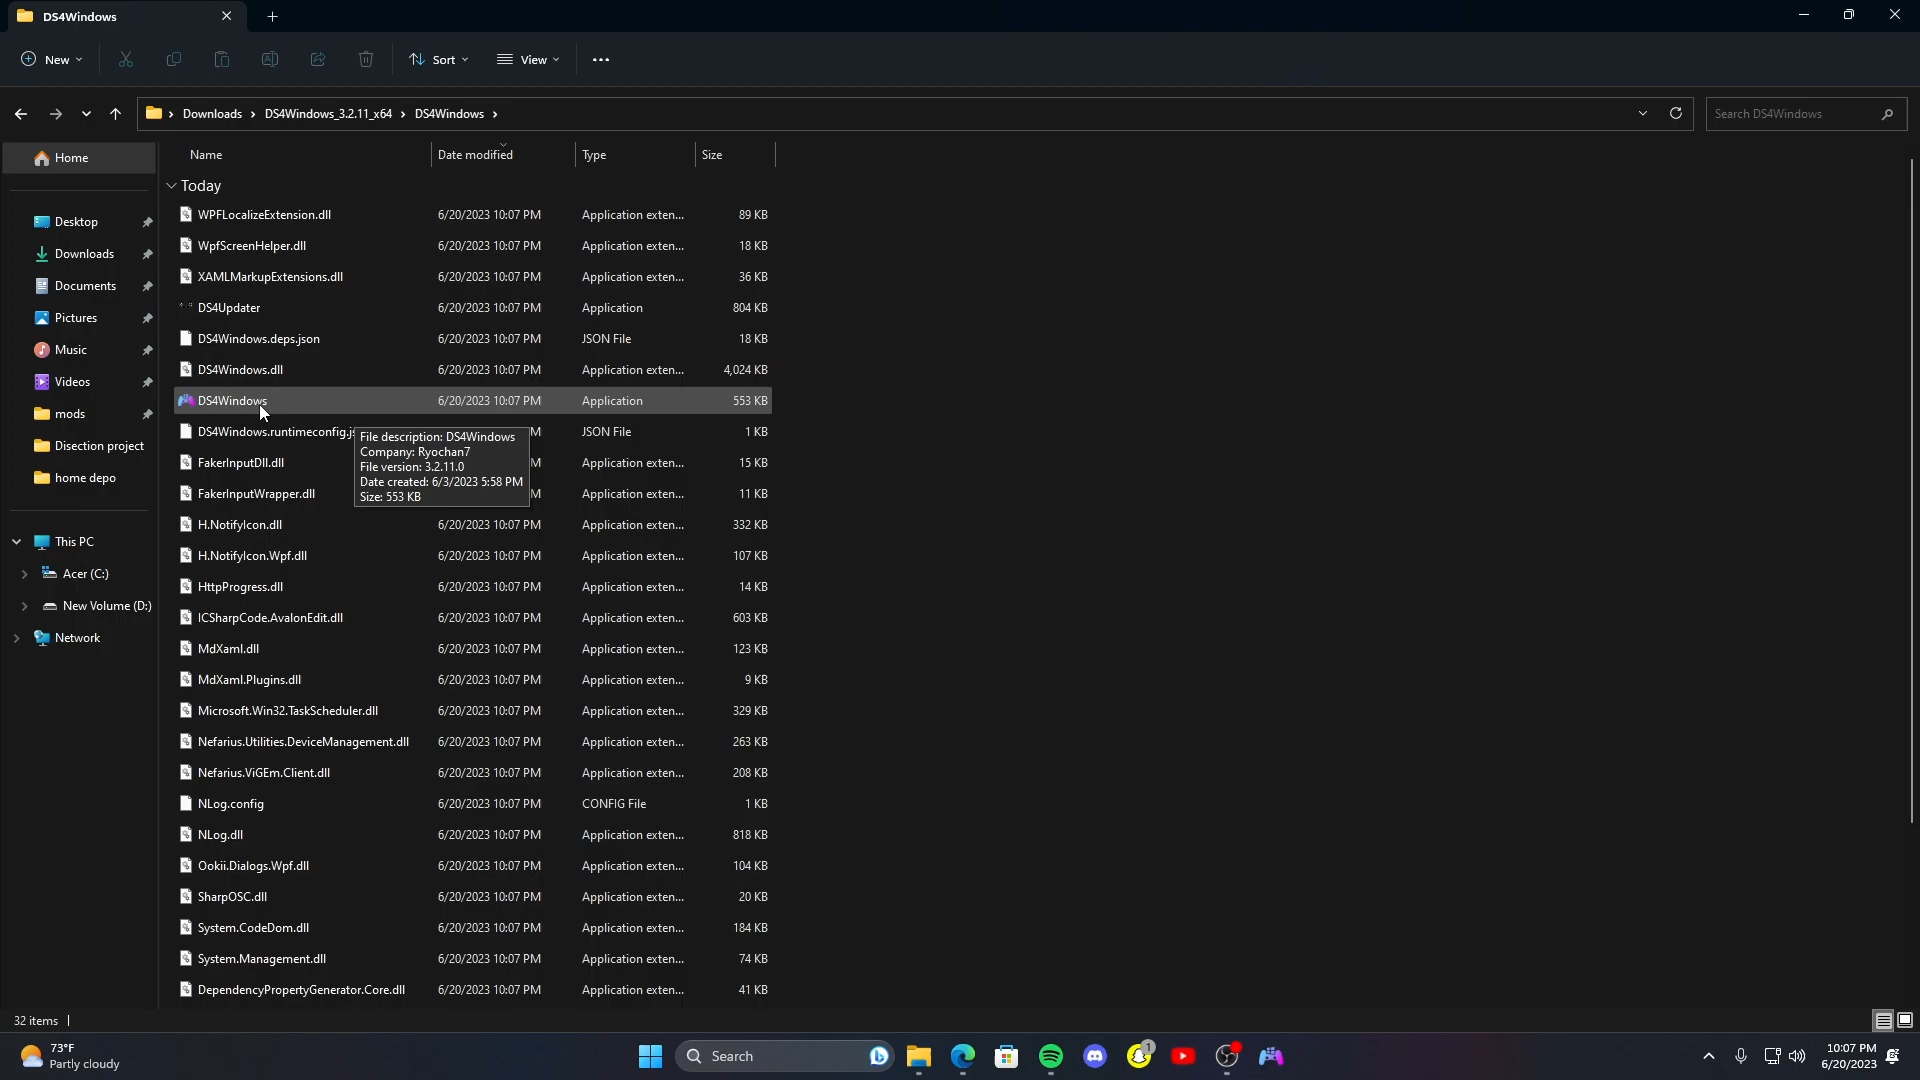 DS4Windows
New
Sort
View
Downloads > DS4Windows_3.2.11_x64 > DS4Windows >
Search DS4Windows
Home
Desktop
Downloads
Documents
Pictures
Music
Videos
mods
Disection project
home depo
This PC
Acer (C:)
New Volume (D:)
Network
Name Date modified Type Size
Today
WPFLocalizeExtension.dll 6/20/2023 10:07 PM Application exten... 89 KB
WpfScreenHelper.dll 6/20/2023 10:07 PM Application exten... 18 KB
XAMLMarkupExtensions.dll 6/20/2023 10:07 PM Application exten... 36 KB
DS4Updater 6/20/2023 10:07 PM Application 804 KB
DS4Windows.deps.json 6/20/2023 10:07 PM JSON File 18 KB
DS4Windows.dll 6/20/2023 10:07 PM Application exten... 4,024 KB
DS4Windows 6/20/2023 10:07 PM Application 553 KB
DS4Windows.runtimeconfig.js M JSON File 1 KB
FakerInputDll.dll M Application exten... 15 KB
FakerInputWrapper.dll M Application exten... 11 KB
File description: DS4Windows
Company: Ryochan7
File version: 3.2.11.0
Date created: 6/3/2023 5:58 PM
Size: 553 KB
H.NotifyIcon.dll 6/20/2023 10:07 PM Application exten... 332 KB
H.NotifyIcon.Wpf.dll 6/20/2023 10:07 PM Application exten... 107 KB
HttpProgress.dll 6/20/2023 10:07 PM Application exten... 14 KB
ICSharpCode.AvalonEdit.dll 6/20/2023 10:07 PM Application exten... 603 KB
MdXaml.dll 6/20/2023 10:07 PM Application exten... 123 KB
MdXaml.Plugins.dll 6/20/2023 10:07 PM Application exten... 9 KB
Microsoft.Win32.TaskScheduler.dll 6/20/2023 10:07 PM Application exten... 329 KB
Nefarius.Utilities.DeviceManagement.dll 6/20/2023 10:07 PM Application exten... 263 KB
Nefarius.ViGEm.Client.dll 6/20/2023 10:07 PM Application exten... 208 KB
NLog.config 6/20/2023 10:07 PM CONFIG File 1 KB
NLog.dll 6/20/2023 10:07 PM Application exten... 818 KB
Ookii.Dialogs.Wpf.dll 6/20/2023 10:07 PM Application exten... 104 KB
SharpOSC.dll 6/20/2023 10:07 PM Application exten... 20 KB
System.CodeDom.dll 6/20/2023 10:07 PM Application exten... 184 KB
System.Management.dll 6/20/2023 10:07 PM Application exten... 74 KB
DependencyPropertyGenerator.Core.dll 6/20/2023 10:07 PM Application exten... 41 KB
32 items
73°F
Partly cloudy
Search
1
10:07 PM
6/20/2023